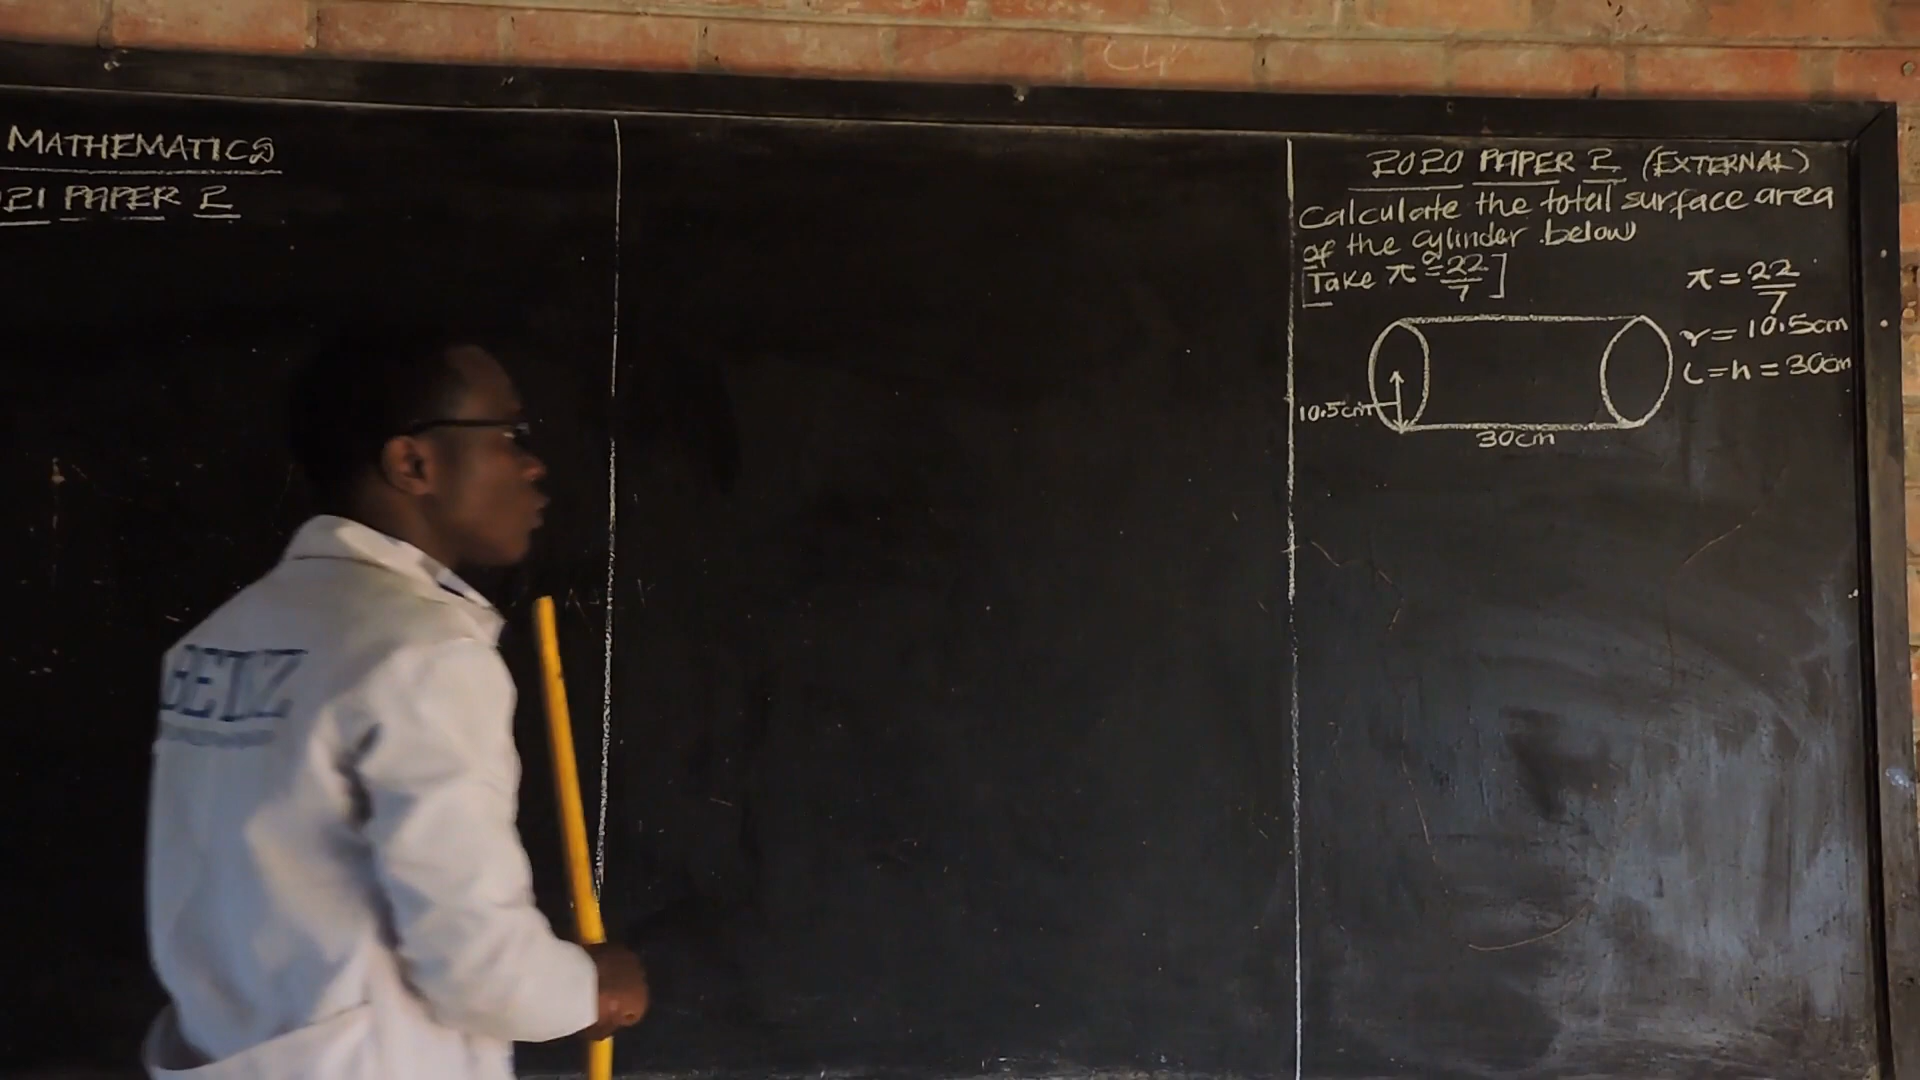 MATHEMATICS
21 PAPER 2
2020 PAPER 2 (EXTERNAL)
Calculate the total surface area
of the cylinder below
[Take π = 22/7]
π = 22/7
r = 10.5cm
L = h = 30cm
10.5cm
30cm